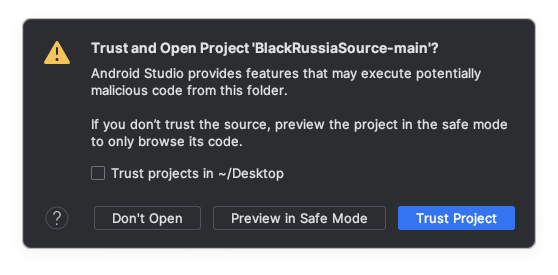 Trust and Open Project 'BlackRussiaSource-main'?
Android Studio provides features that may execute potentially
malicious code from this folder.
If you don't trust the source, preview the project in the safe mode
to only browse its code.
Trust projects in ~/Desktop
? Don't Open Preview in Safe Mode Trust Project